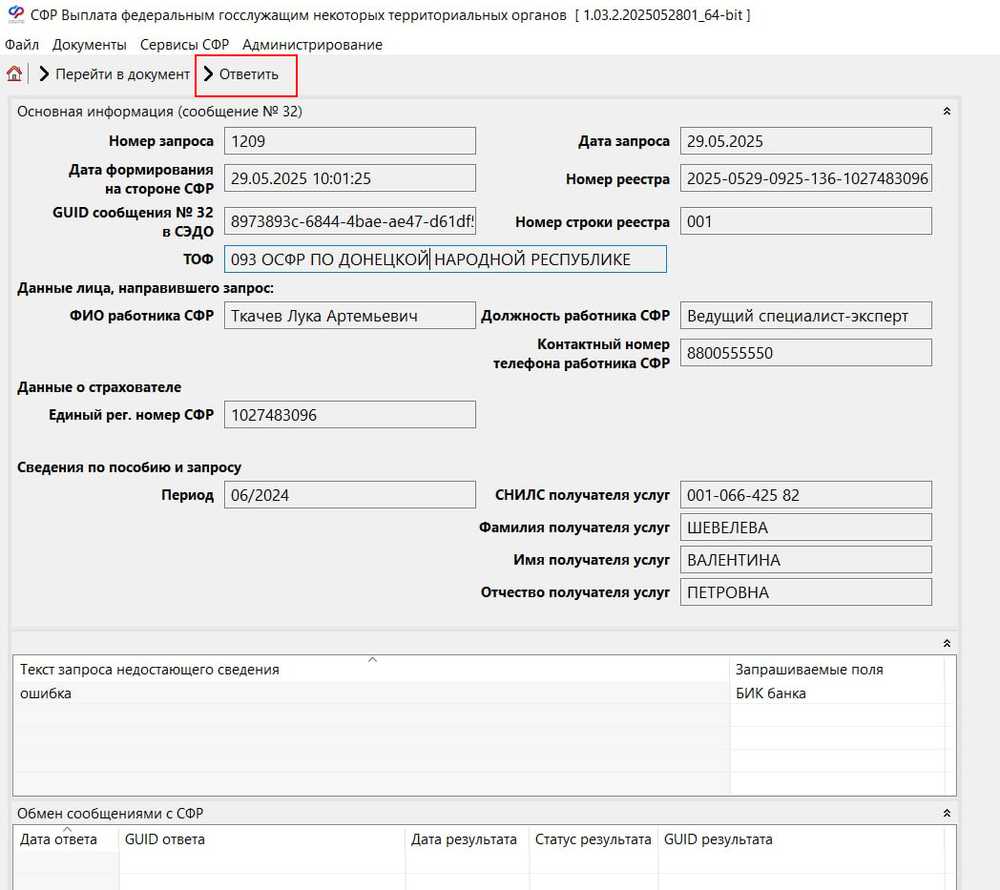 СФР Выплата федеральным госслужащим некоторых территориальных органов [ 1.03.2.2025052801_64-bit ]
Файл Документы Сервисы СФР Администрирование
Перейти в документ Ответить
Основная информация (сообщение № 32)
Номер запроса 1209 Дата запроса 29.05.2025
Дата формирования
на стороне СФР 29.05.2025 10:01:25 Номер реестра 2025-0529-0925-136-1027483096
GUID сообщения № 32
в СЭДО 8973893c-6844-4bae-ae47-d61df Номер строки реестра 001
ТОФ 093 ОСФР ПО ДОНЕЦКОЙ НАРОДНОЙ РЕСПУБЛИКЕ
Данные лица, направившего запрос:
ФИО работника СФР Ткачев Лука Артемьевич Должность работника СФР Ведущий специалист-эксперт
Контактный номер
телефона работника СФР 8800555550
Данные о страхователе
Единый рег. номер СФР 1027483096
Сведения по пособию и запросу
Период 06/2024 СНИЛС получателя услуг 001-066-425 82
Фамилия получателя услуг ШЕВЕЛЕВА
Имя получателя услуг ВАЛЕНТИНА
Отчество получателя услуг ПЕТРОВНА
Текст запроса недостающего сведения Запрашиваемые поля
ошибка БИК банка
Обмен сообщениями с СФР
Дата ответа GUID ответа Дата результата Статус результата GUID результата